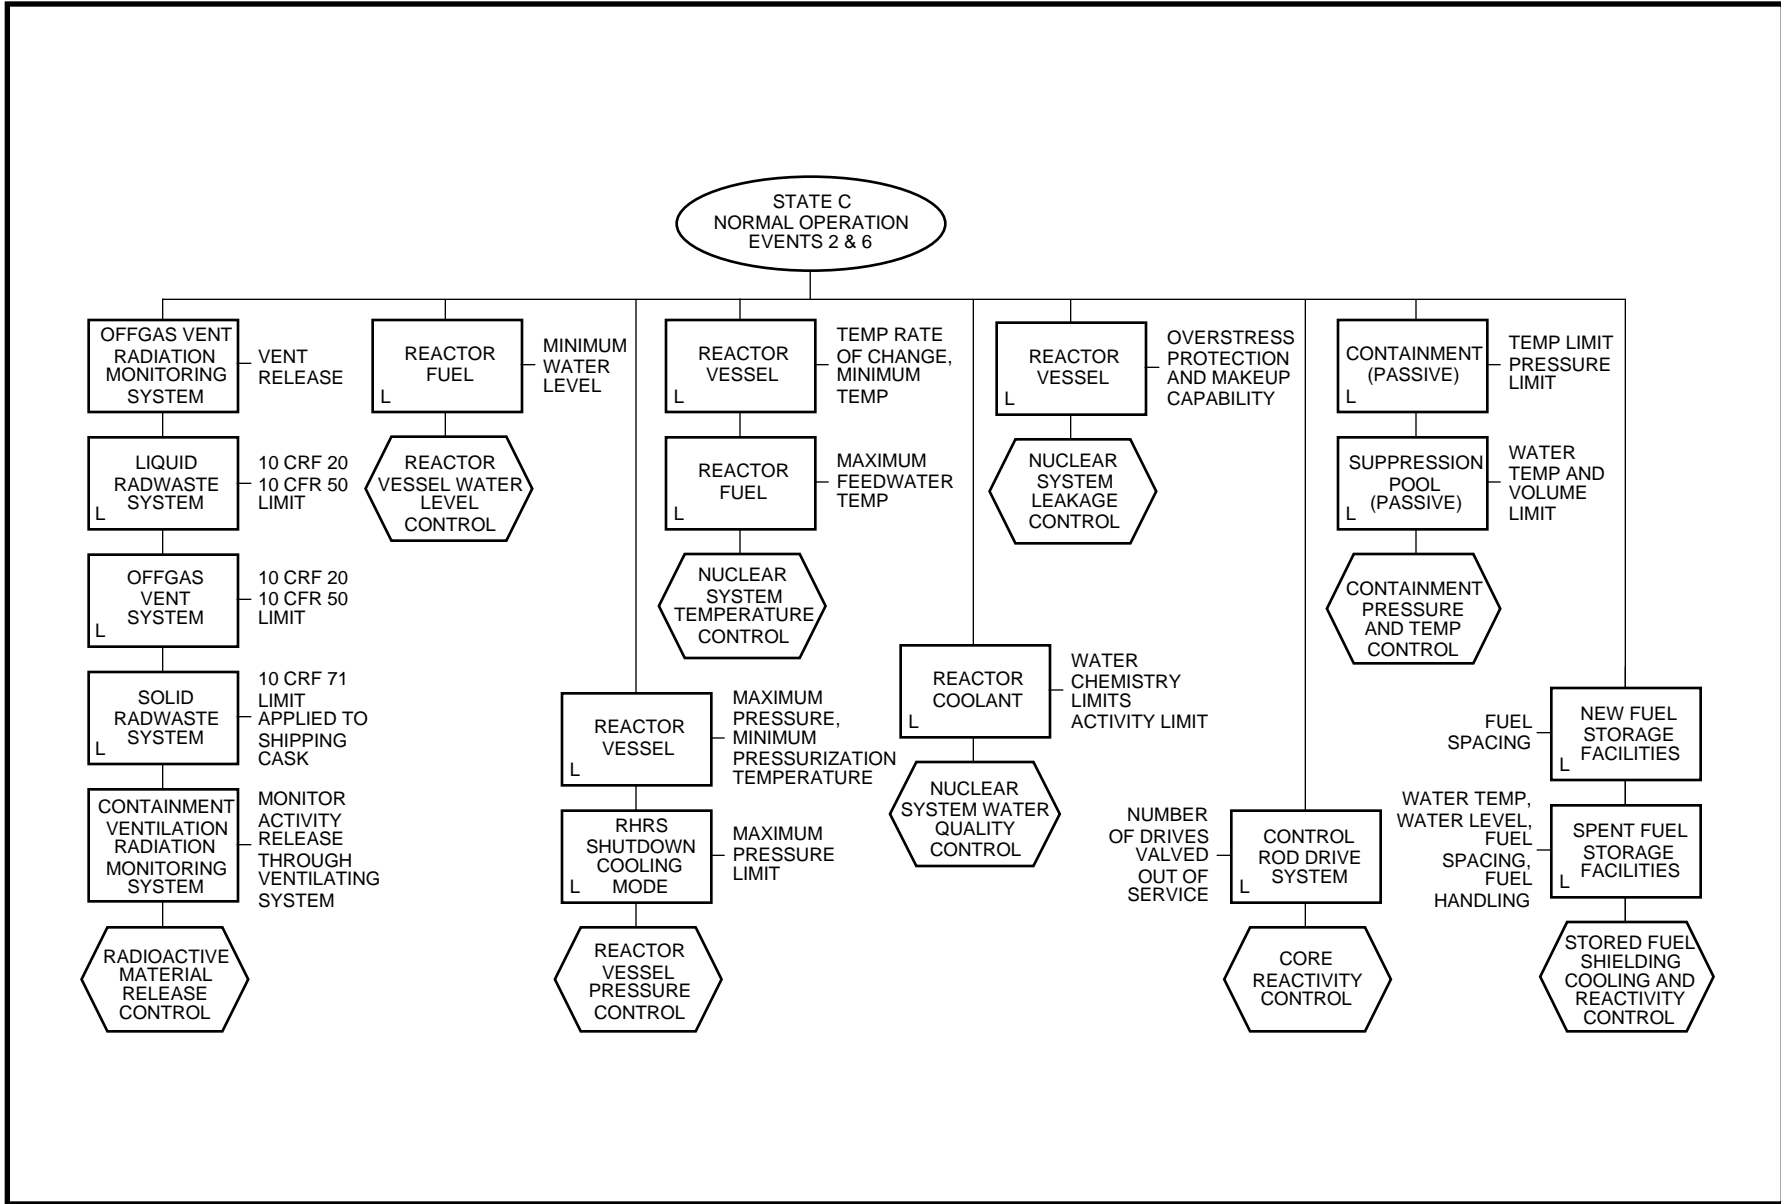 STATE C
NORMAL OPERATION
EVENTS 2 & 6
OFFGAS VENT
RADIATION
MONITORING
SYSTEM
VENT
RELEASE
LIQUID
RADWASTE
SYSTEM
L
10 CRF 20
10 CFR 50
LIMIT
OFFGAS
VENT
SYSTEM
L
10 CRF 20
10 CFR 50
LIMIT
SOLID
RADWASTE
SYSTEM
L
10 CRF 71
LIMIT
APPLIED TO
SHIPPING
CASK
CONTAINMENT
VENTILATION
RADIATION
MONITORING
SYSTEM
MONITOR
ACTIVITY
RELEASE
THROUGH
VENTILATING
SYSTEM
RADIOACTIVE
MATERIAL
RELEASE
CONTROL
REACTOR
FUEL
L
MINIMUM
WATER
LEVEL
REACTOR
VESSEL WATER
LEVEL
CONTROL
REACTOR
VESSEL
L
MAXIMUM
PRESSURE,
MINIMUM
PRESSURIZATION
TEMPERATURE
RHRS
SHUTDOWN
COOLING
MODE
L
MAXIMUM
PRESSURE
LIMIT
REACTOR
VESSEL
PRESSURE
CONTROL
REACTOR
VESSEL
L
TEMP RATE
OF CHANGE,
MINIMUM
TEMP
REACTOR
FUEL
L
MAXIMUM
FEEDWATER
TEMP
NUCLEAR
SYSTEM
TEMPERATURE
CONTROL
REACTOR
COOLANT
L
WATER
CHEMISTRY
LIMITS
ACTIVITY LIMIT
NUCLEAR
SYSTEM WATER
QUALITY
CONTROL
REACTOR
VESSEL
L
OVERSTRESS
PROTECTION
AND MAKEUP
CAPABILITY
NUCLEAR
SYSTEM
LEAKAGE
CONTROL
NUMBER
OF DRIVES
VALVED
OUT OF
SERVICE
CONTROL
ROD DRIVE
SYSTEM
L
CORE
REACTIVITY
CONTROL
CONTAINMENT
(PASSIVE)
L
TEMP LIMIT
PRESSURE
LIMIT
SUPPRESSION
POOL
(PASSIVE)
L
WATER
TEMP AND
VOLUME
LIMIT
CONTAINMENT
PRESSURE
AND TEMP
CONTROL
FUEL
SPACING
NEW FUEL
STORAGE
FACILITIES
L
WATER TEMP,
WATER LEVEL,
FUEL
SPACING,
FUEL
HANDLING
SPENT FUEL
STORAGE
FACILITIES
L
STORED FUEL
SHIELDING
COOLING AND
REACTIVITY
CONTROL